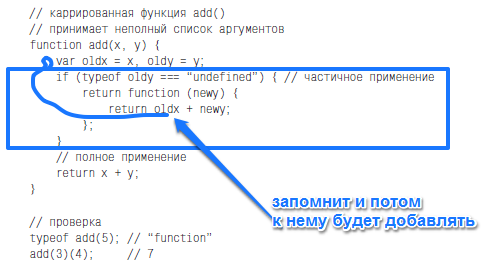 // каррированная функция add()
// принимает неполный список аргументов
function add(x, y) {
var oldx = x, oldy = y;
if (typeof oldy === “undefined”) { // частичное применение
return function (newy) {
return oldx + newy;
};
}
// полное применение
return x + y;
}
запомнит и потом
к нему будет добавлять
// проверка
typeof add(5); // “function”
add(3)(4); // 7